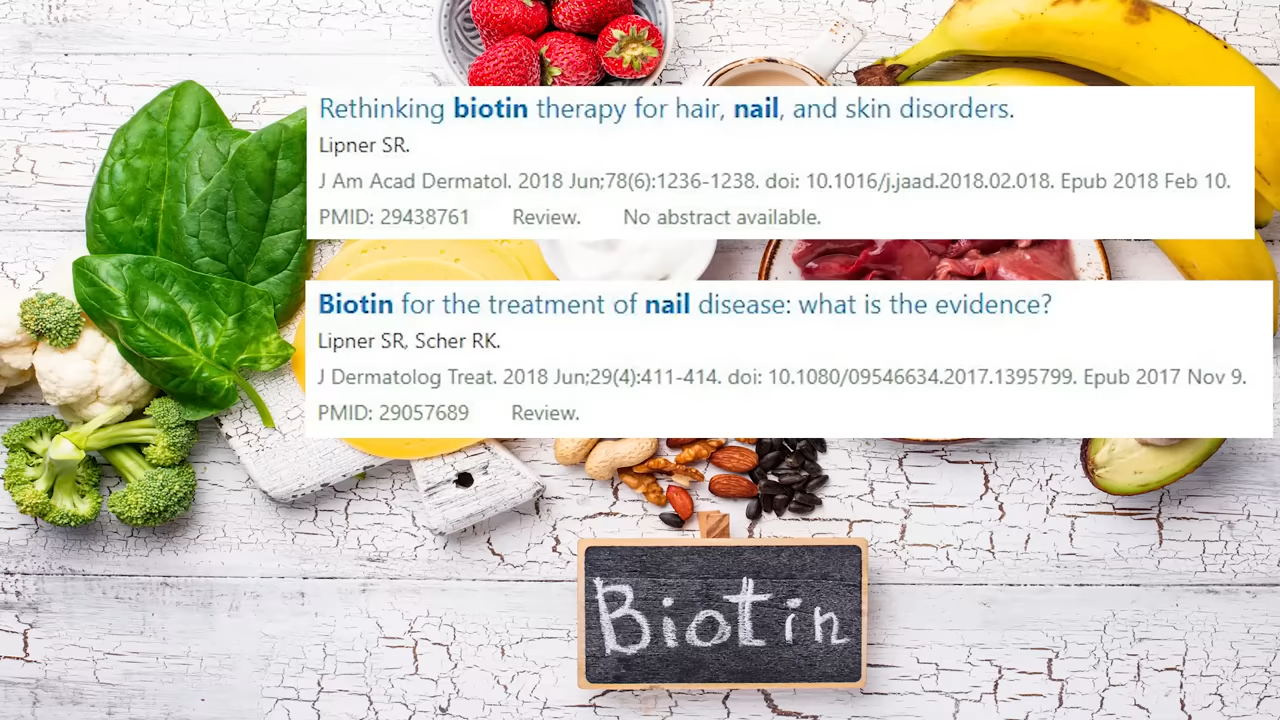 Rethinking biotin therapy for hair, nail, and skin disorders.
Lipner SR.
J Am Acad Dermatol. 2018 Jun;78(6):1236-1238. doi: 10.1016/j.jaad.2018.02.018. Epub 2018 Feb 10.
PMID: 29438761 Review. No abstract available.
Biotin for the treatment of nail disease: what is the evidence?
Lipner SR, Scher RK.
J Dermatolog Treat. 2018 Jun;29(4):411-414. doi: 10.1080/09546634.2017.1395799. Epub 2017 Nov 9.
PMID: 29057689 Review.
Biotin